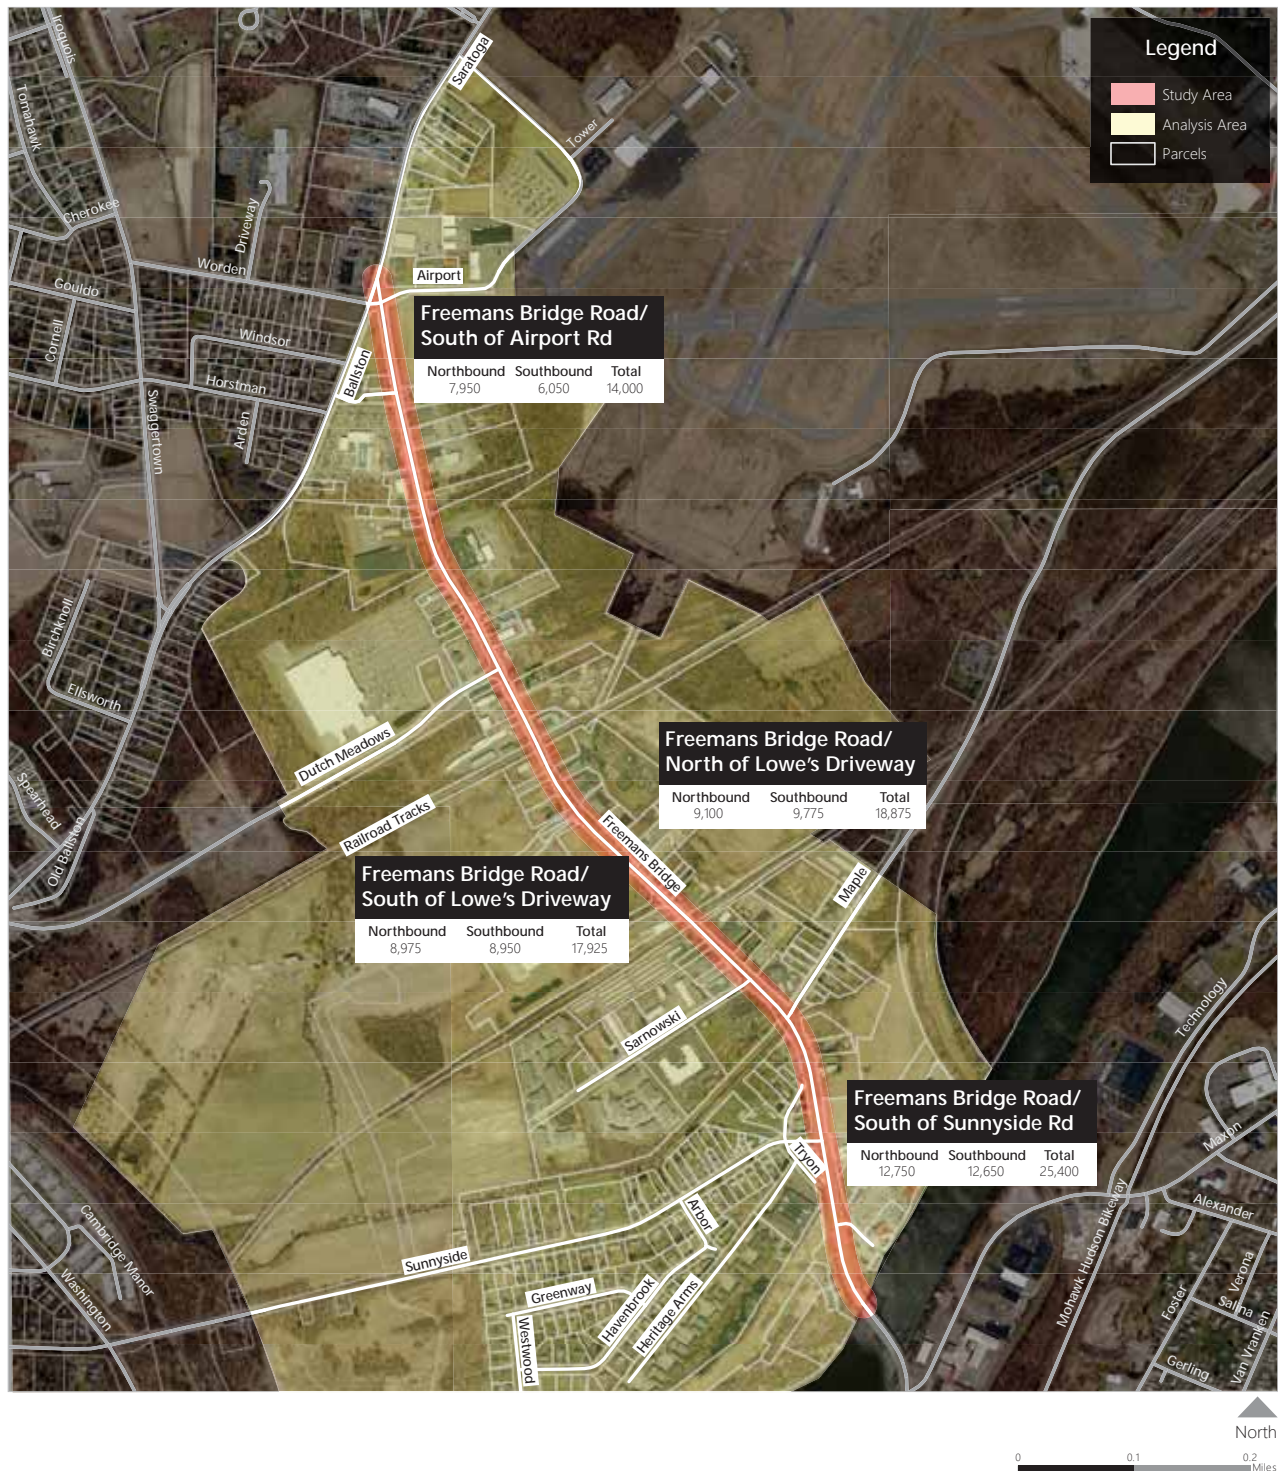 Legend
Study Area
Analysis Area
Parcels
Iroquois
Tomahawk
Saratoga
Tower
Cherokee
Driveway
Worden
Airport
Gouldo
Cornell
Windsor
Horstman
Arden
Ballston
Swaggertown
Freemans Bridge Road/
South of Airport Rd
Northbound Southbound Total
7,950 6,050 14,000
Birchknoll
Ellsworth
Dutch Meadows
Spearhead
Old Ballston
Railroad Tracks
Freemans Bridge Road/
North of Lowe's Driveway
Northbound Southbound Total
9,100 9,775 18,875
Freemans Bridge
Maple
Freemans Bridge Road/
South of Lowe's Driveway
Northbound Southbound Total
8,975 8,950 17,925
Sarnowski
Technology
Freemans Bridge Road/
South of Sunnyside Rd
Northbound Southbound Total
12,750 12,650 25,400
Tryon
Maxon
Alexander
Mohawk Hudson Bikeway
Arbor
Sunnyside
Cambridge Manor
Washington
Greenway
Havenbrook
Heritage Arms
Westwood
Foster
Verona
Salina
Van Vranken
Gerling
North
0 0.1 0.2
Miles